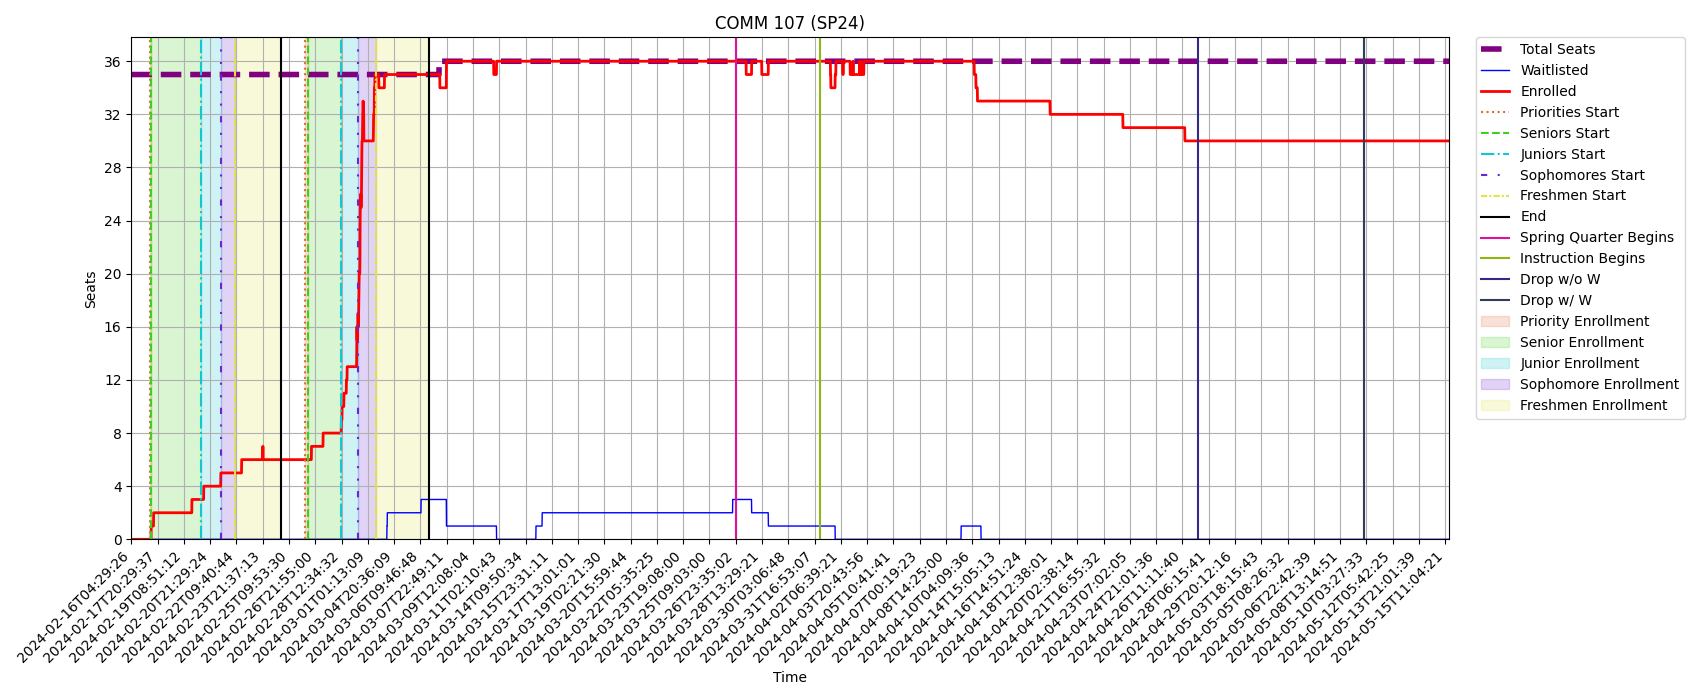 COMM 107 (SP24)
Seats
36
32
28
24
20
16
12
8
4
0
2024-02-16T04:29:26
2024-02-17T20:29:37
2024-02-19T08:51:12
2024-02-20T21:29:24
2024-02-22T09:40:44
2024-02-23T21:37:13
2024-02-25T09:53:30
2024-02-26T21:55:00
2024-02-28T12:34:32
2024-03-01T01:13:09
2024-03-04T20:36:09
2024-03-06T09:46:48
2024-03-07T22:49:11
2024-03-09T12:08:04
2024-03-11T02:10:43
2024-03-14T09:50:34
2024-03-15T23:31:11
2024-03-17T13:01:01
2024-03-19T02:21:30
2024-03-20T15:59:44
2024-03-22T05:35:25
2024-03-23T19:08:00
2024-03-25T09:03:00
2024-03-26T23:35:02
2024-03-28T13:29:21
2024-03-30T03:06:48
2024-03-31T16:53:07
2024-04-02T06:39:21
2024-04-03T20:43:56
2024-04-05T10:41:41
2024-04-07T00:19:23
2024-04-08T14:25:00
2024-04-10T04:09:36
2024-04-14T15:05:13
2024-04-16T14:51:24
2024-04-18T12:38:01
2024-04-20T02:38:14
2024-04-21T16:55:32
2024-04-23T07:02:05
2024-04-24T21:01:36
2024-04-26T11:11:40
2024-04-28T06:15:41
2024-04-29T20:12:16
2024-05-03T18:15:43
2024-05-05T08:26:32
2024-05-06T22:42:39
2024-05-08T13:14:51
2024-05-10T03:27:33
2024-05-12T05:42:25
2024-05-13T21:01:39
2024-05-15T11:04:21
Time
Total Seats
Waitlisted
Enrolled
Priorities Start
Seniors Start
Juniors Start
Sophomores Start
Freshmen Start
End
Spring Quarter Begins
Instruction Begins
Drop w/o W
Drop w/ W
Priority Enrollment
Senior Enrollment
Junior Enrollment
Sophomore Enrollment
Freshmen Enrollment